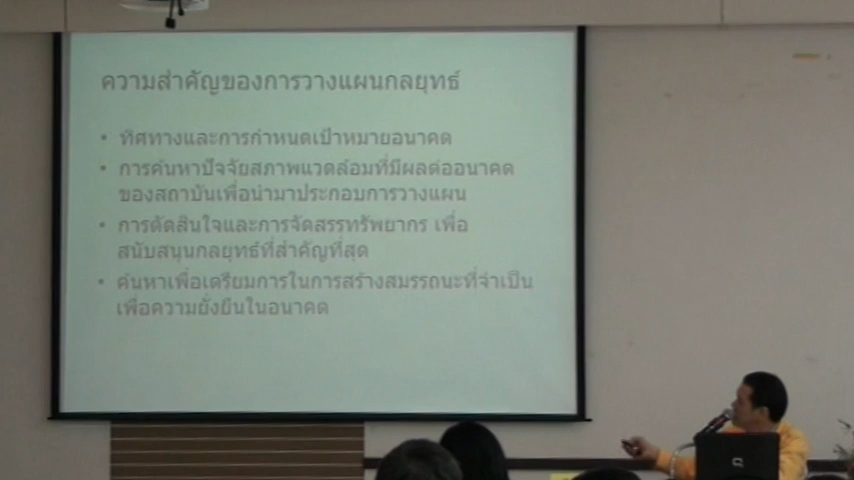 ความสำคัญของการวางแผนกลยุทธ์
• ทิศทางและการกำหนดเป้าหมายอนาคต
• การค้นหาปัจจัยสภาพแวดล้อมที่มีผลต่ออนาคต
ของสถาบันเพื่อนำมาประกอบการวางแผน
• การตัดสินใจและการจัดสรรทรัพยากร เพื่อ
สนับสนุนกลยุทธ์ที่สำคัญที่สุด
• ค้นหาเพื่อเตรียมการในการสร้างสมรรถนะที่จำเป็น
เพื่อความยั่งยืนในอนาคต